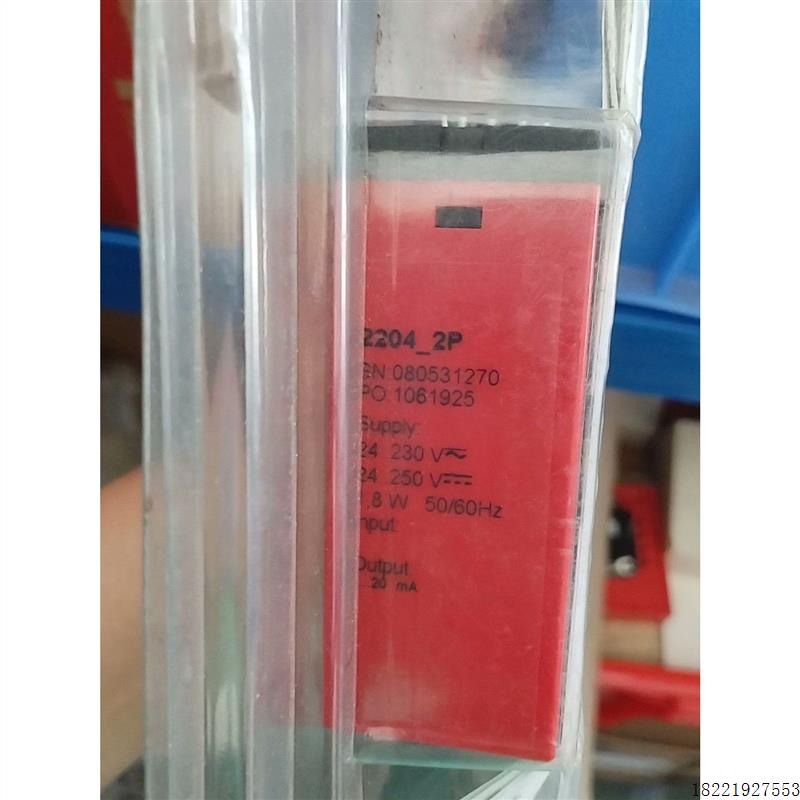 2204_2P
SN:080531270
PO:1061925
Supply:
24..230 V
24..250 V
,8 W 50/60Hz
nput:
Output:
..20 mA
18221927553